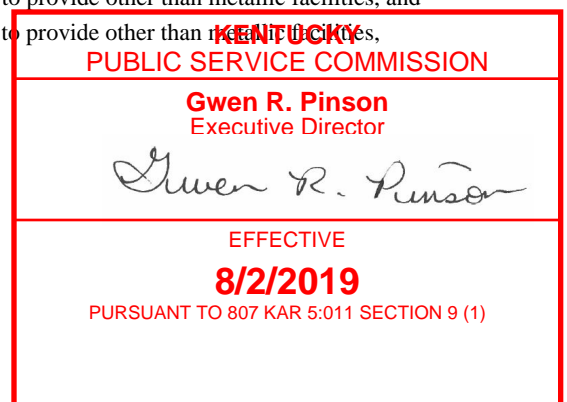 to provide other than metallic facilities, and
to provide other than metallic facilities,
KENTUCKY
PUBLIC SERVICE COMMISSION
Gwen R. Pinson
Executive Director
Gwen R. Pinson
EFFECTIVE
8/2/2019
PURSUANT TO 807 KAR 5:011 SECTION 9 (1)